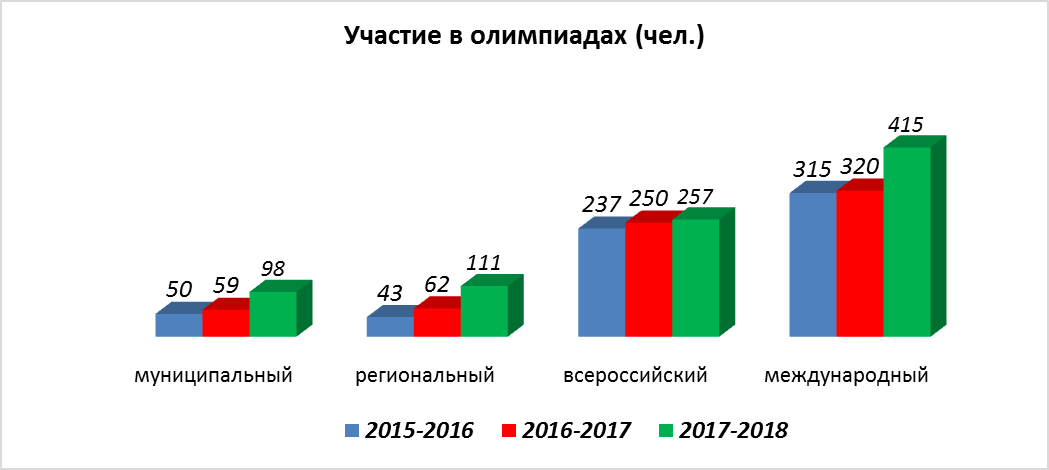 Участие в олимпиадах (чел.)
50 59 98 43 62 111 237 250 257 315 320 415
муниципальный региональный всероссийский международный
2015-2016 2016-2017 2017-2018